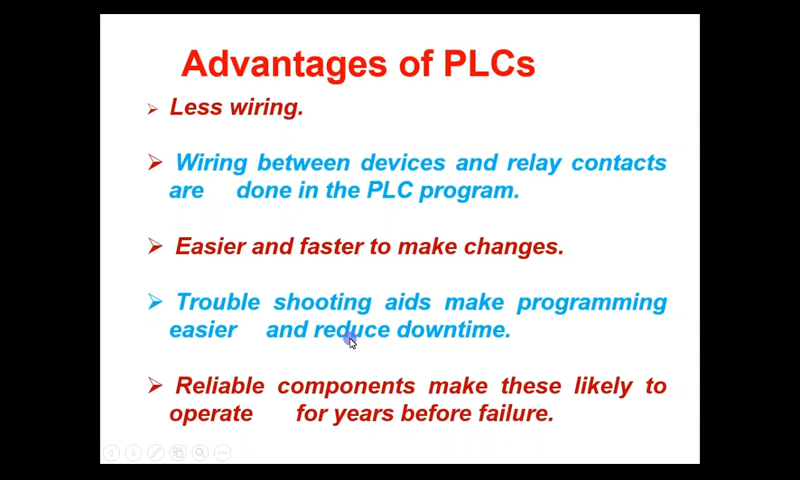 Advantages of PLCs
Less wiring.
Wiring between devices and relay contacts
are done in the PLC program.
Easier and faster to make changes.
Trouble shooting aids make programming
easier and reduce downtime.
Reliable components make these likely to
operate for years before failure.